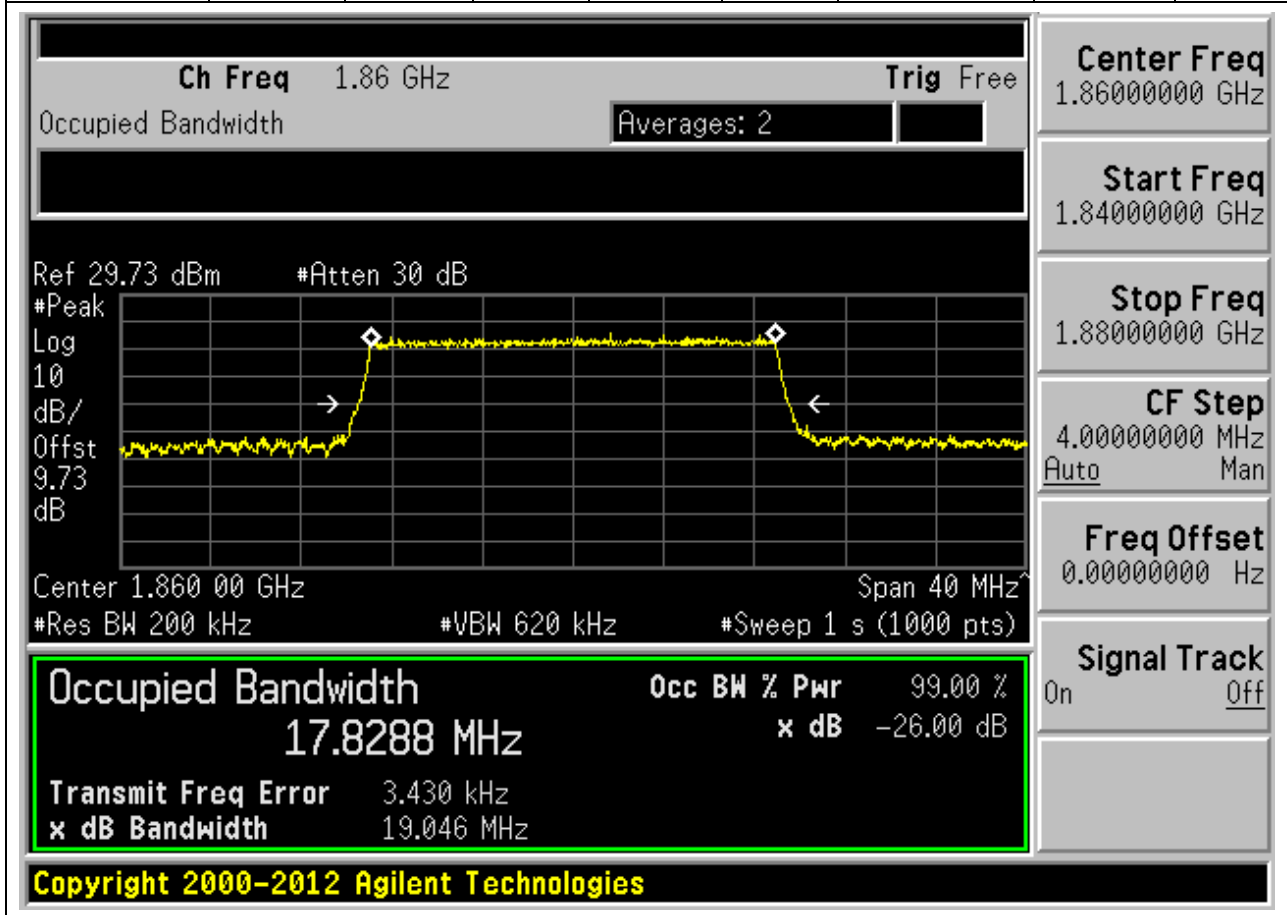 Ch Freq 1.86 GHz Trig Free
Occupied Bandwidth Averages: 2
Ref 29.73 dBm #Atten 30 dB
#Peak
Log
10
dB/
Offst
9.73
dB
Center 1.860 00 GHz Span 40 MHz^
#Res BW 200 kHz #VBW 620 kHz #Sweep 1 s (1000 pts)
Occupied Bandwidth Occ BW % Pwr 99.00 %
17.8288 MHz x dB -26.00 dB
Transmit Freq Error 3.430 kHz
x dB Bandwidth 19.046 MHz
Copyright 2000-2012 Agilent Technologies
Center Freq
1.86000000 GHz
Start Freq
1.84000000 GHz
Stop Freq
1.88000000 GHz
CF Step
4.00000000 MHz
Auto Man
Freq Offset
0.00000000 Hz
Signal Track
On Off